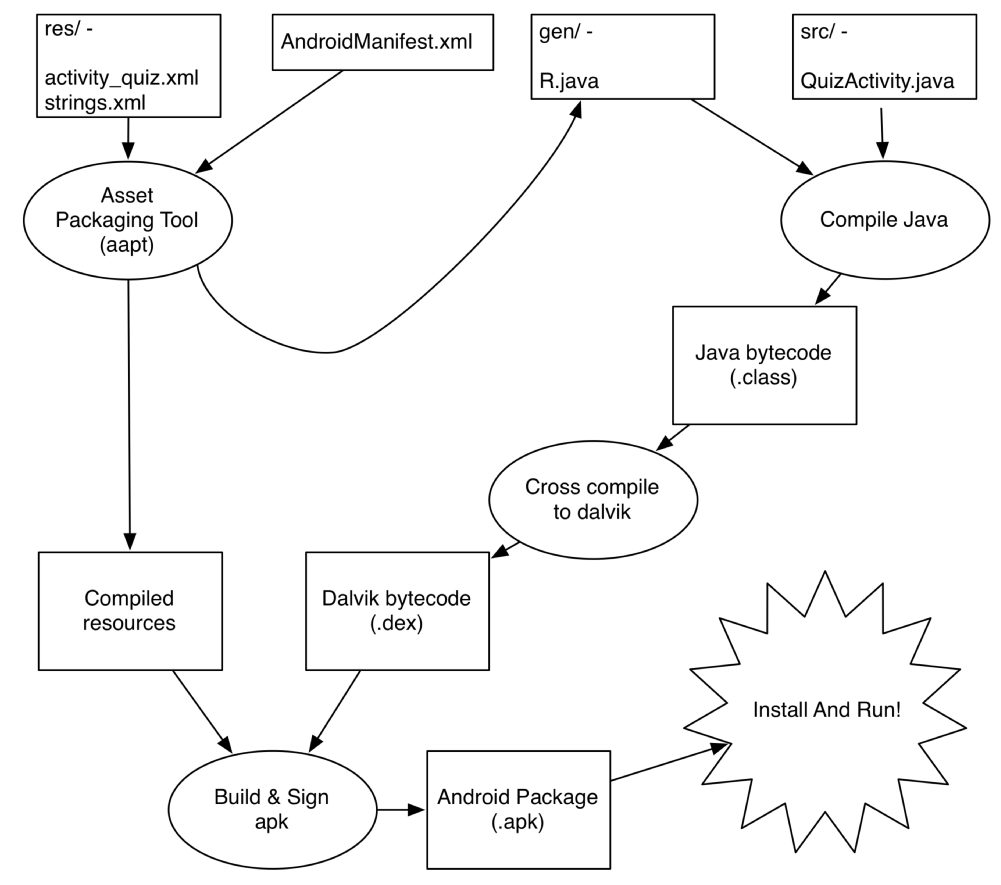 res/ -
activity_quiz.xml
strings.xml
AndroidManifest.xml
gen/ -
R.java
src/ -
QuizActivity.java
Asset
Packaging Tool
(aapt)
Compile Java
Java bytecode
(.class)
Cross compile
to dalvik
Compiled
resources
Dalvik bytecode
(.dex)
Install And Run!
Build & Sign
apk
Android Package
(.apk)